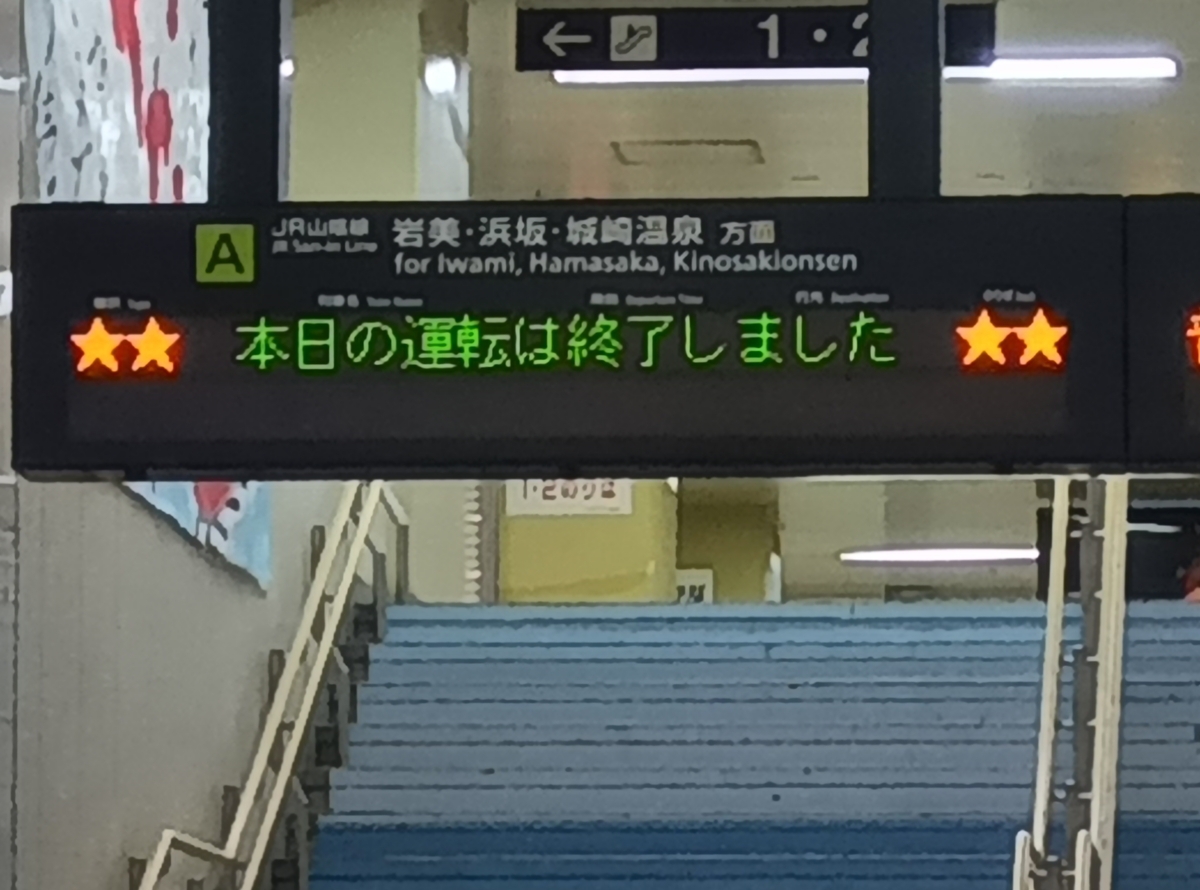 ← 1・2
A JR山陰線 岩美・浜坂・城崎温泉 方面
JR San-in Line for Iwami, Hamasaka, Kinosakionsen
★★ 本日の運転は終了しました ★★
1・2のりば